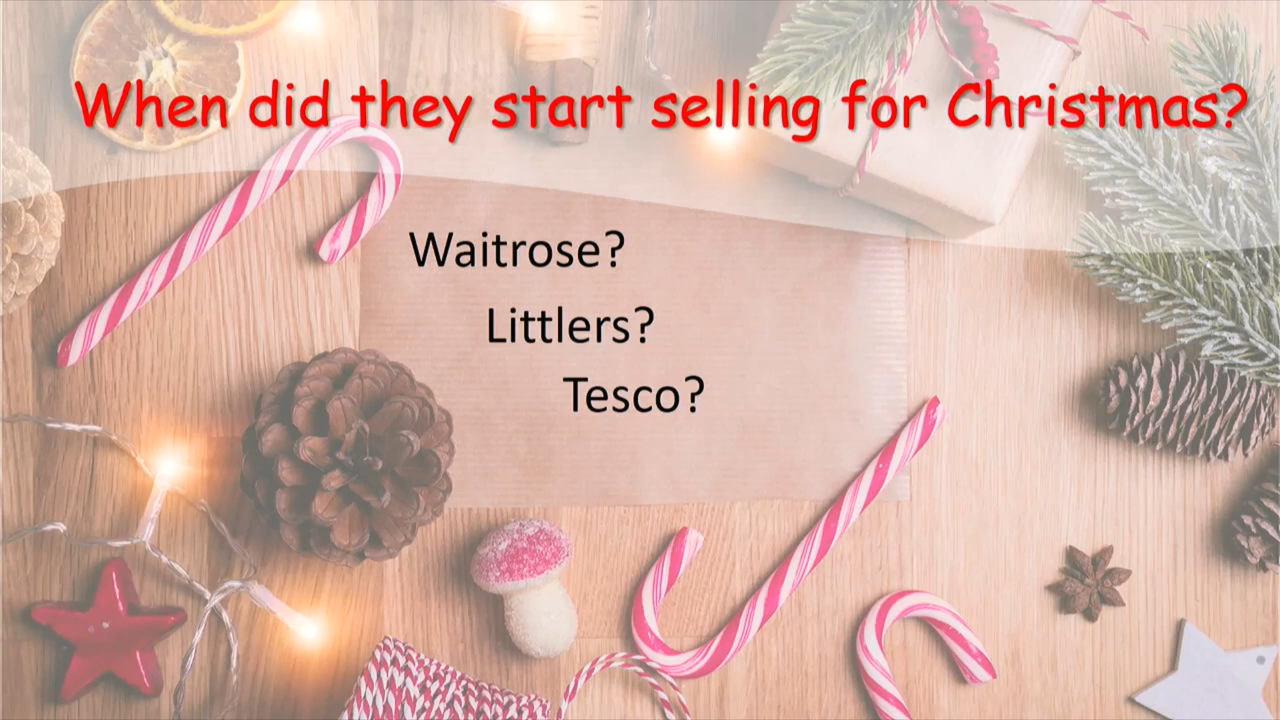 When did they start selling for Christmas?
Waitrose?
Littlers?
Tesco?